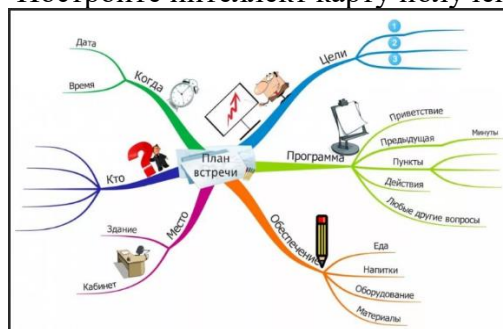 Дата
Время
Когда
Цели
1
2
3
Приветствие
Предыдущая
Минуты
Программа
Пункты
Действия
Любые другие вопросы
План
встречи
Кто
Место
Здание
Кабинет
Обеспечение
Еда
Напитки
Оборудование
Материалы